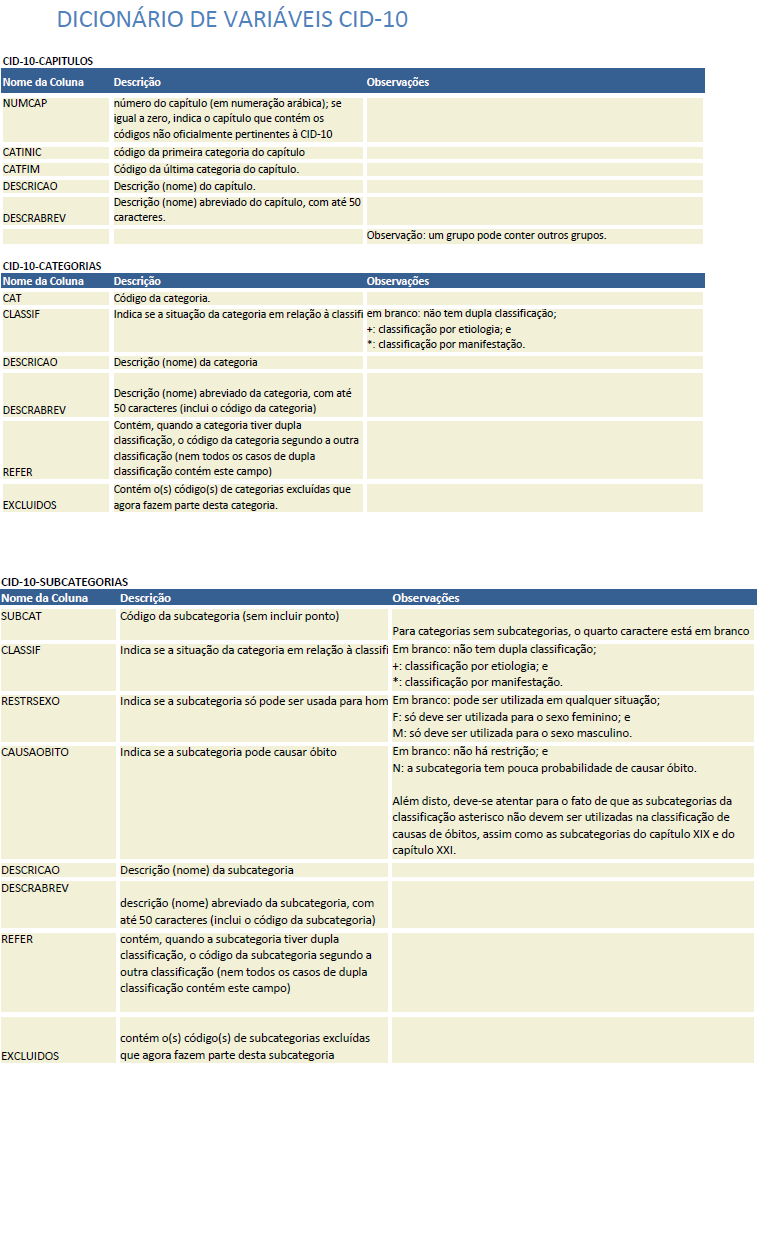 DICIONÁRIO DE VARIÁVEIS CID-10
CID-10-CAPITULOS
Nome da Coluna Descrição Observações
NUMCAP número do capítulo (em numeração arábica); se
igual a zero, indica o capítulo que contém os
códigos não oficialmente pertinentes à CID-10
CATINIC código da primeira categoria do capítulo
CATFIM Código da última categoria do capítulo.
DESCRICAO Descrição (nome) do capítulo.
Descrição (nome) abreviado do capítulo, com até 50
DESCRABREV caracteres.
Observação: um grupo pode conter outros grupos.
CID-10-CATEGORIAS
Nome da Coluna Descrição Observações
CAT Código da categoria.
CLASSIF Indica se a situação da categoria em relação à classifi em branco: não tem dupla classificação;
+: classificação por etiologia; e
*: classificação por manifestação.
DESCRICAO Descrição (nome) da categoria
Descrição (nome) abreviado da categoria, com até
DESCRABREV 50 caracteres (inclui o código da categoria)
Contém, quando a categoria tiver dupla
classificação, o código da categoria segundo a outra
classificação (nem todos os casos de dupla
REFER classificação contém este campo)
Contém o(s) código(s) de categorias excluídas que
EXCLUIDOS agora fazem parte desta categoria.
CID-10-SUBCATEGORIAS
Nome da Coluna Descrição Observações
SUBCAT Código da subcategoria (sem incluir ponto)
Para categorias sem subcategorias, o quarto caractere está em branco
CLASSIF Indica se a situação da categoria em relação à classifi Em branco: não tem dupla classificação;
+: classificação por etiologia; e
*: classificação por manifestação.
RESTRSEXO Indica se a subcategoria só pode ser usada para hom Em branco: pode ser utilizada em qualquer situação;
F: só deve ser utilizada para o sexo feminino; e
M: só deve ser utilizada para o sexo masculino.
CAUSAOBITO Indica se a subcategoria pode causar óbito Em branco: não há restrição; e
N: a subcategoria tem pouca probabilidade de causar óbito.
Além disto, deve-se atentar para o fato de que as subcategorias da
classificação asterisco não devem ser utilizadas na classificação de
causas de óbitos, assim como as subcategorias do capítulo XIX e do
capítulo XXI.
DESCRICAO Descrição (nome) da subcategoria
DESCRABREV
descrição (nome) abreviado da subcategoria, com
até 50 caracteres (inclui o código da subcategoria)
REFER contém, quando a subcategoria tiver dupla
classificação, o código da subcategoria segundo a
outra classificação (nem todos os casos de dupla
classificação contém este campo)
contém o(s) código(s) de subcategorias excluídas
EXCLUIDOS que agora fazem parte desta subcategoria